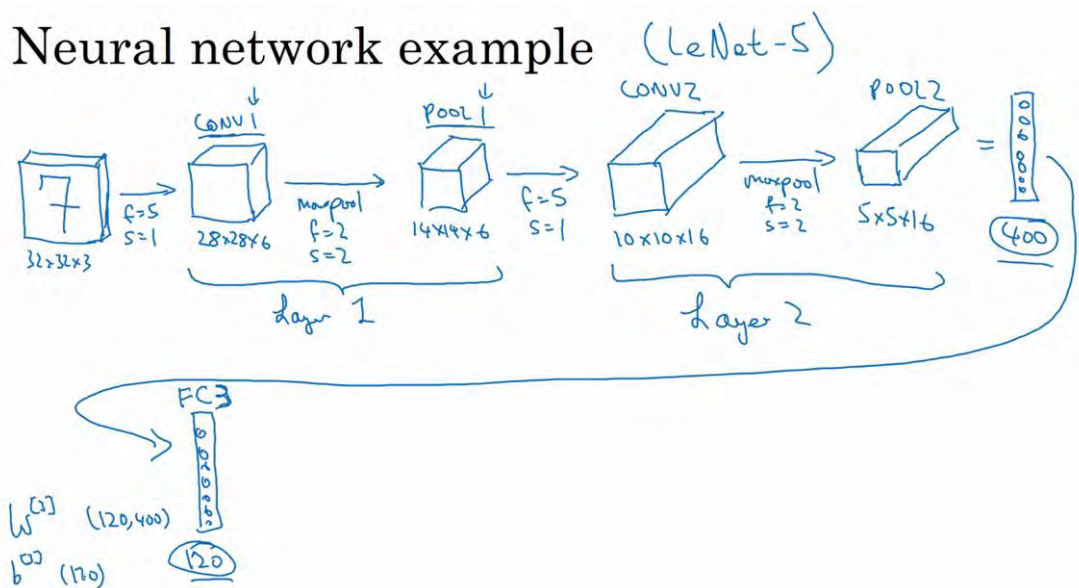 Neural network example (LeNet-5)
CONV1
POOL1
CONV2
POOL2
7
32×32×3
f=5
s=1
28×28×6
maxpool
f=2
s=2
14×14×6
f=5
s=1
10×10×16
maxpool
f=2
s=2
5×5×16
=
400
Layer 1
Layer 2
FC3
W^[3] (120,400)
b^[3] (120)
120